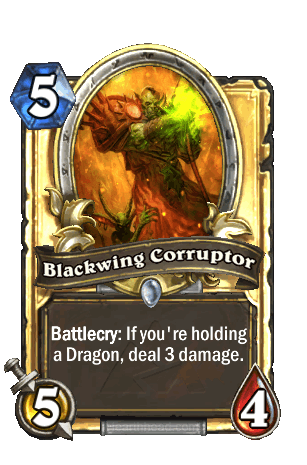 5
Blackwing Corruptor
Battlecry: If you're holding
a Dragon, deal 3 damage.
5
4